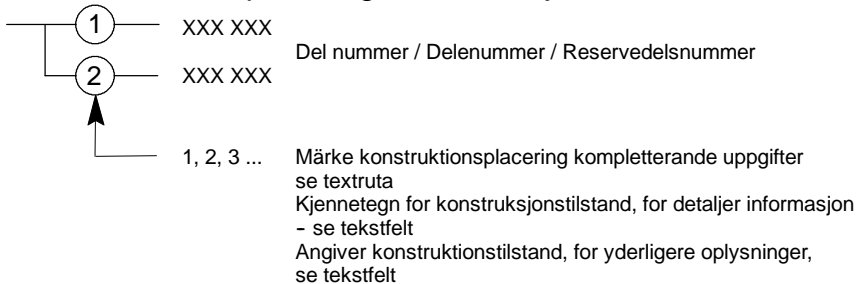 1 XXX XXX
Del nummer / Delenummer / Reservedelsnummer
2 XXX XXX
1, 2, 3 ... Märke konstruktionsplacering kompletterande uppgifter
se textruta
Kjennetegn for konstruksjonstilstand, for detaljer informasjon
- se tekstfelt
Angiver konstruktionstilstand, for yderligere oplysninger,
se tekstfelt